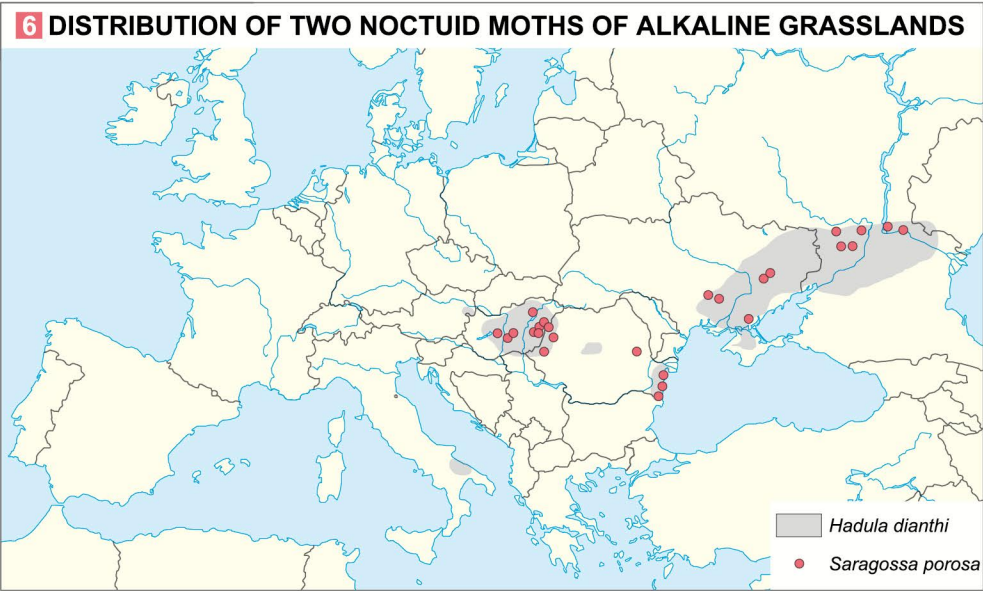 6 DISTRIBUTION OF TWO NOCTUID MOTHS OF ALKALINE GRASSLANDS
Hadula dianthi
Saragossa porosa